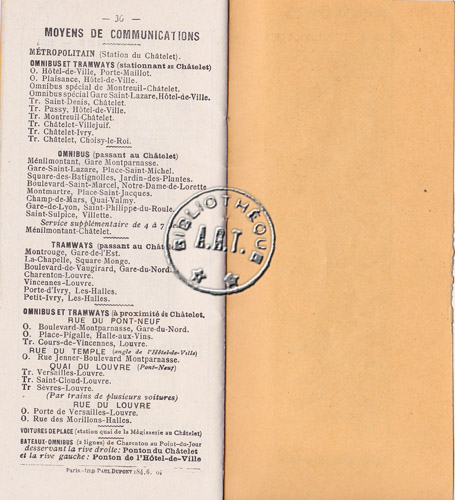 — 36 —
MOYENS DE COMMUNICATIONS
MÉTROPOLITAIN (Station du Châtelet).
OMNIBUS ET TRAMWAYS (stationnant au Châtelet)
O. Hôtel-de-Ville, Porte-Maillot.
O. Plaisance, Hôtel-de-Ville.
Omnibus spécial de Montreuil-Châtelet.
Omnibus spécial Gare Saint-Lazare, Hôtel-de-Ville.
Tr. Saint-Denis, Châtelet.
Tr. Passy, Hôtel-de-Ville.
Tr. Montreuil-Châtelet.
Tr. Châtelet-Villejuif.
Tr. Châtelet-Ivry.
Tr. Châtelet, Choisy-le-Roi.
OMNIBUS (passant au Châtelet)
Ménilmontant, Gare Montparnasse.
Gare-Saint-Lazare, Place-Saint-Michel.
Square-des-Batignolles, Jardin-des-Plantes.
Boulevard-Saint-Marcel, Notre-Dame-de-Lorette
Montmartre, Place-Saint-Jacques.
Champ-de-Mars, Quai-Valmy.
Gare-de-Lyon, Saint-Philippe-du-Roule
Saint-Sulpice, Villette.
Service supplémentaire de 4 à 7
Ménilmontant-Châtelet.
TRAMWAYS (passant au Châte
Montrouge, Gare-de-l'Est.
La-Chapelle, Square Monge.
Boulevard-de-Vaugirard, Gare-du-Nord.
Charenton-Louvre.
Vincennes-Louvre.
Porte-d'Ivry, Les-Halles.
Petit-Ivry, Les-Halles.
OMNIBUS ET TRAMWAYS (à proximité du Châtelet.
RUE DU PONT-NEUF
O. Boulevard-Montparnasse, Gare-du-Nord.
O. Place-Pigalle, Halle-aux-Vins.
Tr. Cours-de-Vincennes, Louvre.
RUE DU TEMPLE (angle de l'Hôtel-de-Ville)
O. Rue Jenner-Boulevard Montparnasse.
QUAI DU LOUVRE (Pont-Neuf)
Tr. Versailles-Louvre.
Tr. Saint-Cloud-Louvre.
Tr Sèvres-Louvre.
(Par trains de plusieurs voitures)
RUE DU LOUVRE
O. Porte de Versailles-Louvre.
O. Rue des Morillons-Halles.
VOITURES DE PLACE (station quai de la Mégisserie au Châtelet)
BATEAUX-OMNIBUS (2 lignes) de Charenton au Point-du-Jour
desservant la rive droite: Ponton du Châtelet
et la rive gauche: Ponton de l'Hôtel-de-Ville
Paris-Imp PAUL DUPONT 184.6.
BIBLIOTHÈQUE
A.R.T.